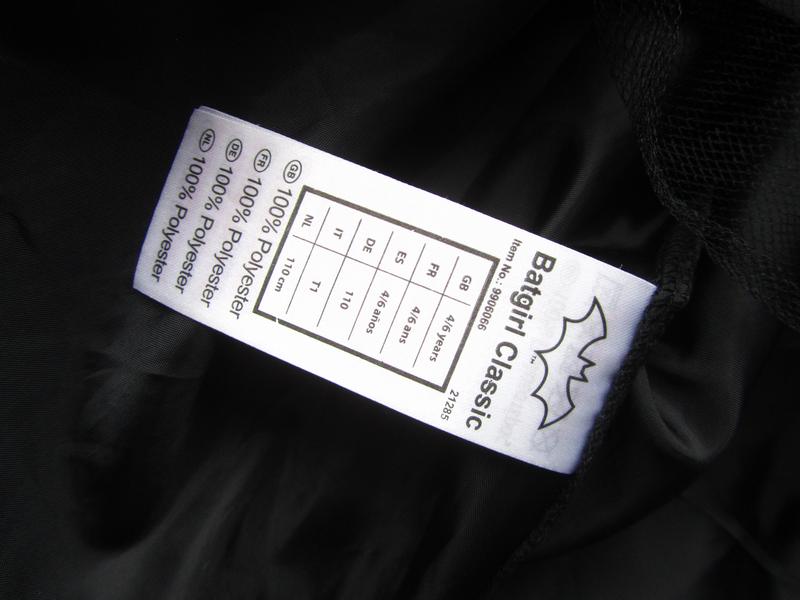 Batgirl Classic ™
Item No.: 9906066 21285
GB 4/6 years
FR 4/6 ans
ES 4/6 años
DE 110
IT T1
NL 110 cm
GB 100% Polyester
FR 100% Polyester
DE 100% Polyester
NL 100% Polyester